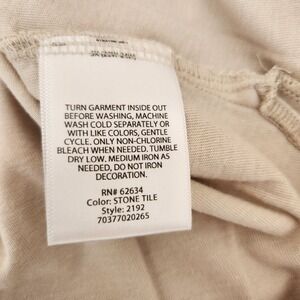 TURN GARMENT INSIDE OUT
BEFORE WASHING, MACHINE
WASH COLD SEPARATELY OR
WITH LIKE COLORS, GENTLE
CYCLE. ONLY NON-CHLORINE
BLEACH WHEN NEEDED. TUMBLE
DRY LOW. MEDIUM IRON AS
NEEDED, DO NOT IRON
DECORATION.
RN# 62634
Color: STONE TILE
Style: 2192
70377020265